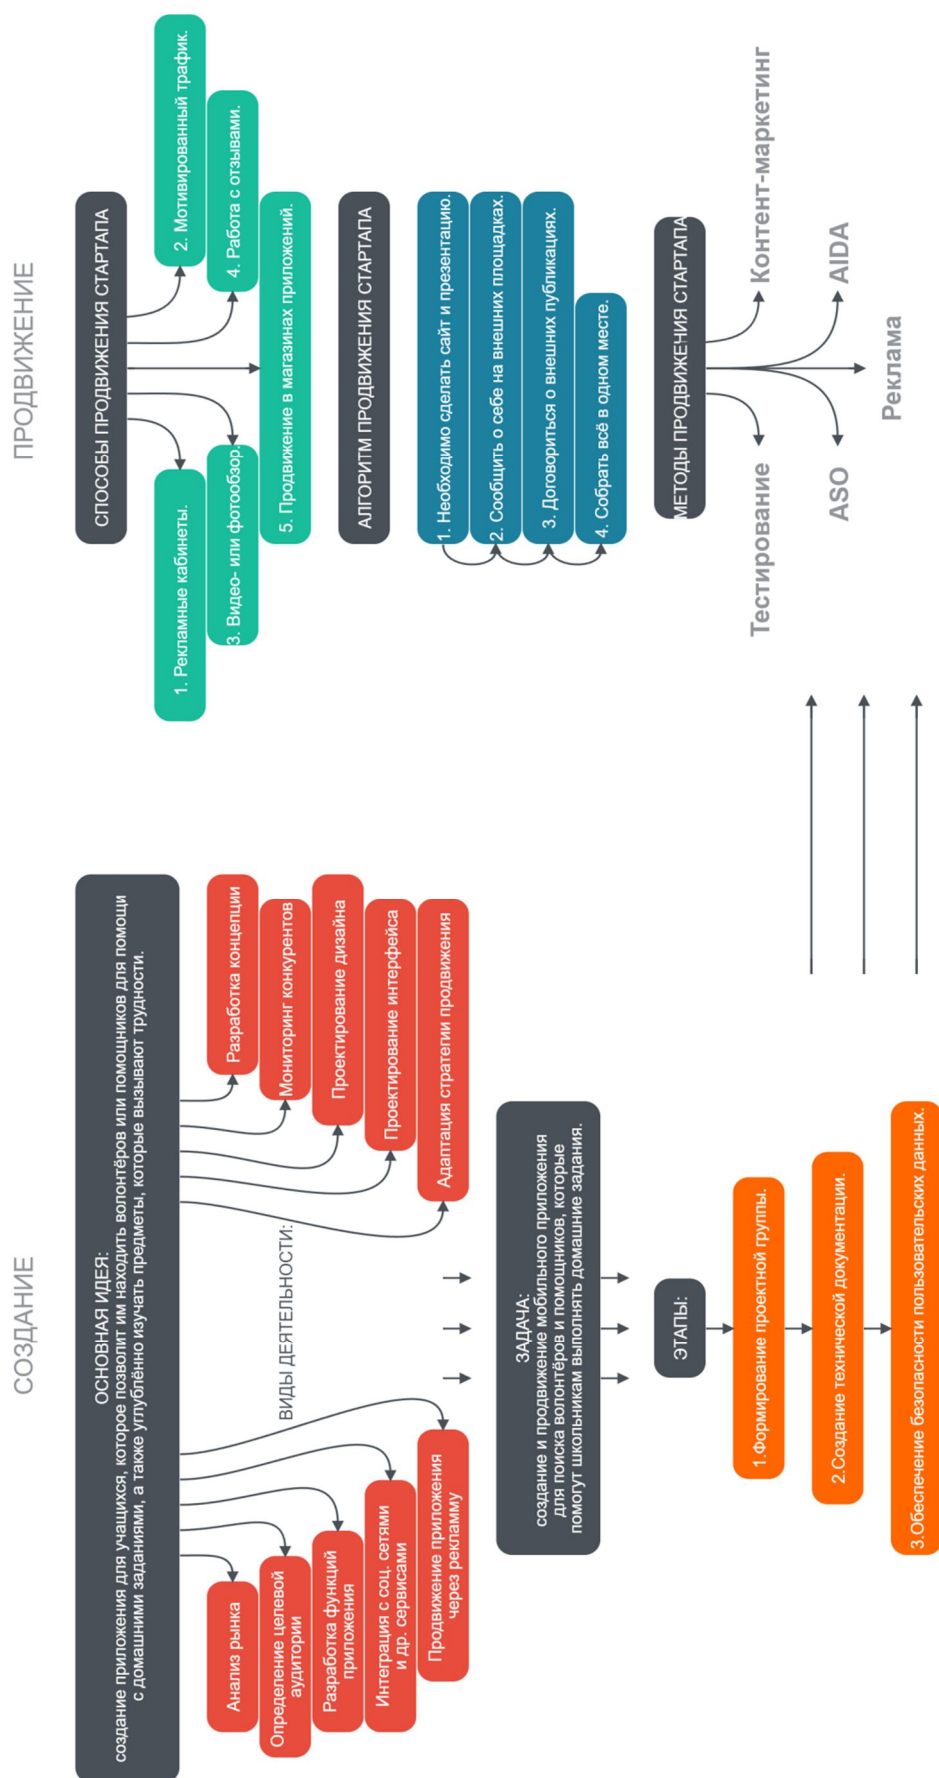 СОЗДАНИЕ
ОСНОВНАЯ ИДЕЯ:
создание приложения для учащихся, которое позволит им находить волонтёров или помощников для помощи
с домашними заданиями, а также углублённо изучать предметы, которые вызывают трудности.
ВИДЫ ДЕЯТЕЛЬНОСТИ:
Анализ рынка
Определение целевой
аудитории
Разработка функций
приложения
Интеграция с соц. сетями
и др. сервисами
Продвижение приложения
через рекламму
Разработка концепции
Мониторинг конкурентов
Проектирование дизайна
Проектирование интерфейса
Адаптация стратегии продвижения
ЗАДАЧА:
создание и продвижение мобильного приложения
для поиска волонтёров и помощников, которые
помогут школьникам выполнять домашние задания.
ЭТАПЫ:
1.Формирование проектной группы.
2.Создание технической документации.
3.Обеспечение безопасности пользовательских данных.
ПРОДВИЖЕНИЕ
СПОСОБЫ ПРОДВИЖЕНИЯ СТАРТАПА
1. Рекламные кабинеты.
2. Мотивированный трафик.
3. Видео- или фотообзор.
4. Работа с отзывами.
5. Продвижение в магазинах приложений.
АЛГОРИТМ ПРОДВИЖЕНИЯ СТАРТАПА
1. Необходимо сделать сайт и презентацию.
2. Сообщить о себе на внешних площадках.
3. Договориться о внешних публикациях.
4. Собрать всё в одном месте.
МЕТОДЫ ПРОДВИЖЕНИЯ СТАРТАПА
Тестирование
Контент-маркетинг
ASO
AIDA
Реклама